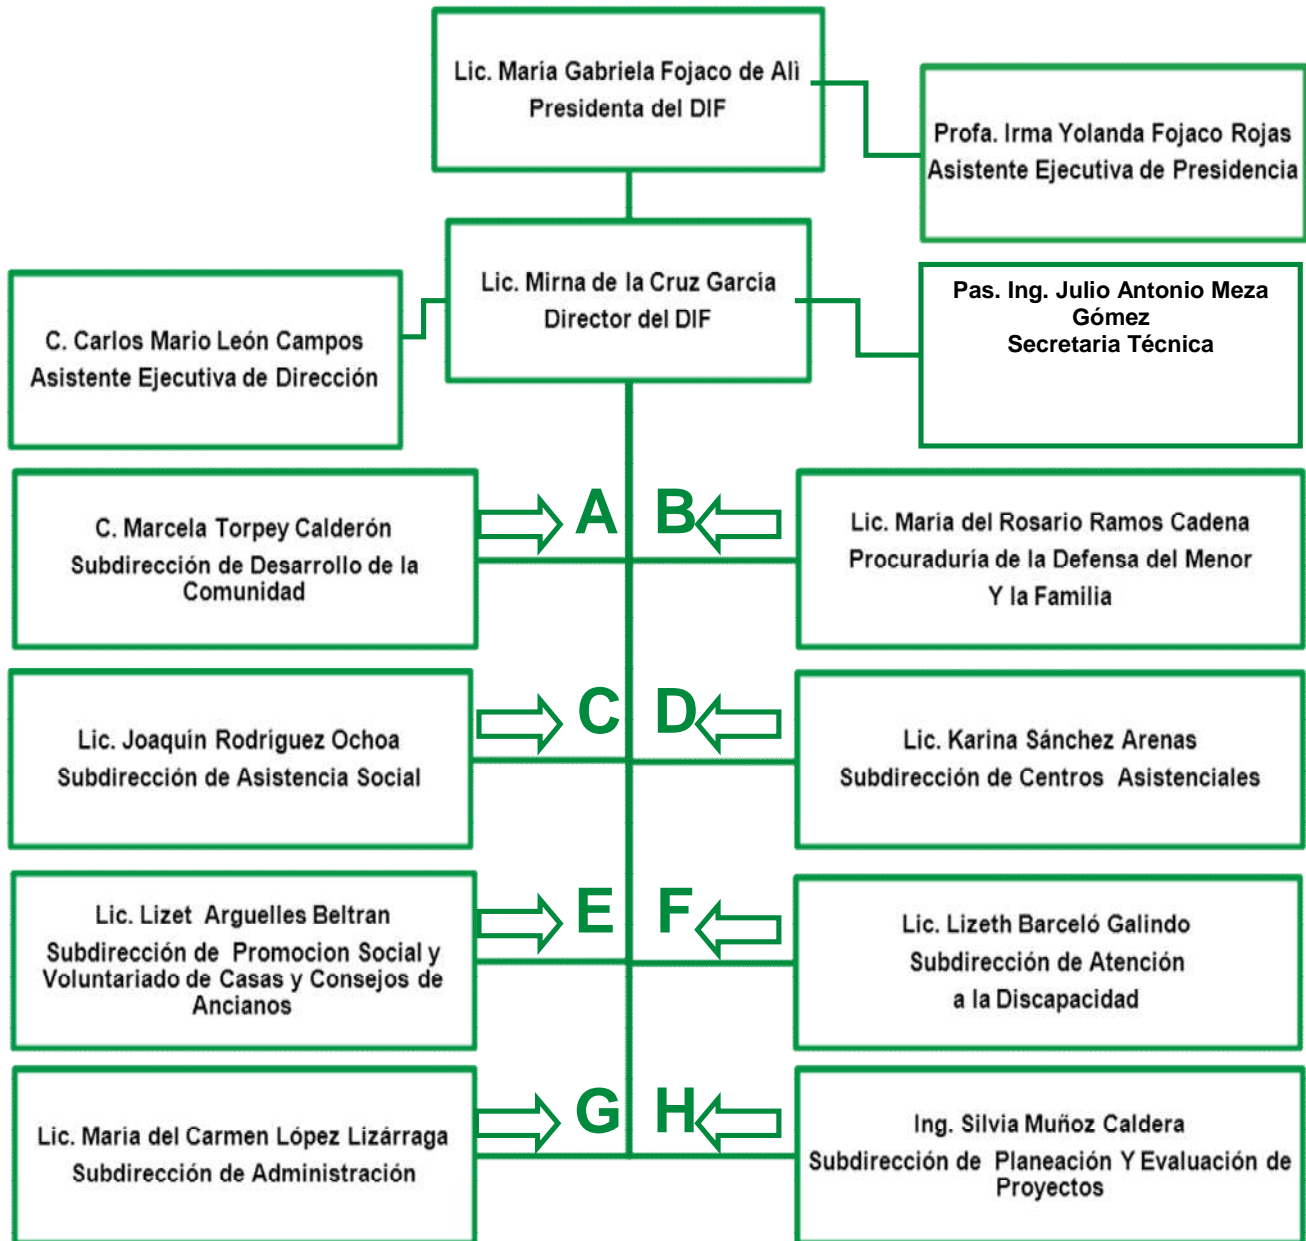 Lic. María Gabriela Fojaco de Alì
Presidenta del DIF
Profa. Irma Yolanda Fojaco Rojas
Asistente Ejecutiva de Presidencia
Lic. Mirna de la Cruz García
Director del DIF
Pas. Ing. Julio Antonio Meza
Gómez
Secretaria Técnica
C. Carlos Mario León Campos
Asistente Ejecutiva de Dirección
C. Marcela Torpey Calderón
Subdirección de Desarrollo de la
Comunidad
A
B
Lic. María del Rosario Ramos Cadena
Procuraduría de la Defensa del Menor
Y la Familia
Lic. Joaquín Rodríguez Ochoa
Subdirección de Asistencia Social
C
D
Lic. Karina Sánchez Arenas
Subdirección de Centros Asistenciales
Lic. Lizet Arguelles Beltran
Subdirección de Promocion Social y
Voluntariado de Casas y Consejos de
Ancianos
E
F
Lic. Lizeth Barceló Galindo
Subdirección de Atención
a la Discapacidad
Lic. María del Carmen López Lizárraga
Subdirección de Administración
G
H
Ing. Silvia Muñoz Caldera
Subdirección de Planeación Y Evaluación de
Proyectos